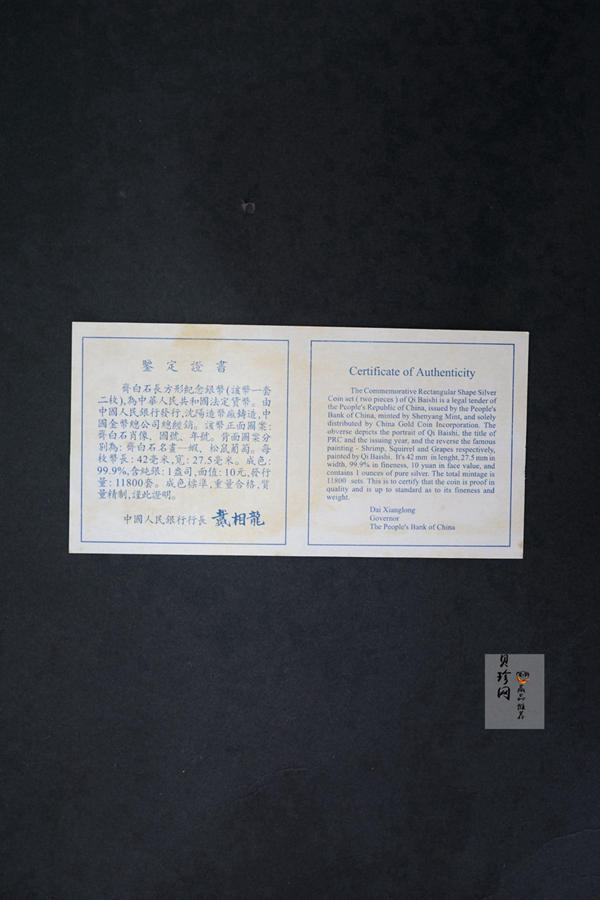 鑒定證書
齊白石長方形紀念銀幣(該幣一套
二枚),為中華人民共和國法定貨幣。由
中國人民銀行發行,沈陽造幣廠鑄造,中
國金幣總公司總經銷。該幣正面圖案:
齊白石肖像、國號、年號。背面圖案分
別為:齊白石名畫—蝦、松鼠葡萄。每
枚幣長:42毫米,寬:27.5毫米。成色:
99.9%,含純銀:1盎司,面值:10元,發行
量:11800套。成色標準,重量合格,質
量精制,謹此證明。
中國人民銀行行長 戴相龍
Certificate of Authenticity
The Commemorative Rectangular Shape Silver
Coin set ( two pieces ) of Qi Baishi is a legal tender of
the People's Republic of China, issued by the People's
Bank of China, minted by Shenyang Mint, and solely
distributed by China Gold Coin Incorporation. The
obverse depicts the portrait of Qi Baishi, the title of
PRC and the issuing year, and the reverse the famous
painting - Shrimp, Squirrel and Grapes respectively,
painted by Qi Baishi. It's 42 mm in lenght, 27.5 mm in
width, 99.9% in fineness, 10 yuan in face value, and
contains 1 ounces of pure silver. The total mintage is
11800 sets. This is to certify that the coin is proof in
quality and is up to standard as to its fineness and
weight.
Dai Xianglong
Governor
The People's Bank of China
貝珍网
藏品推荐